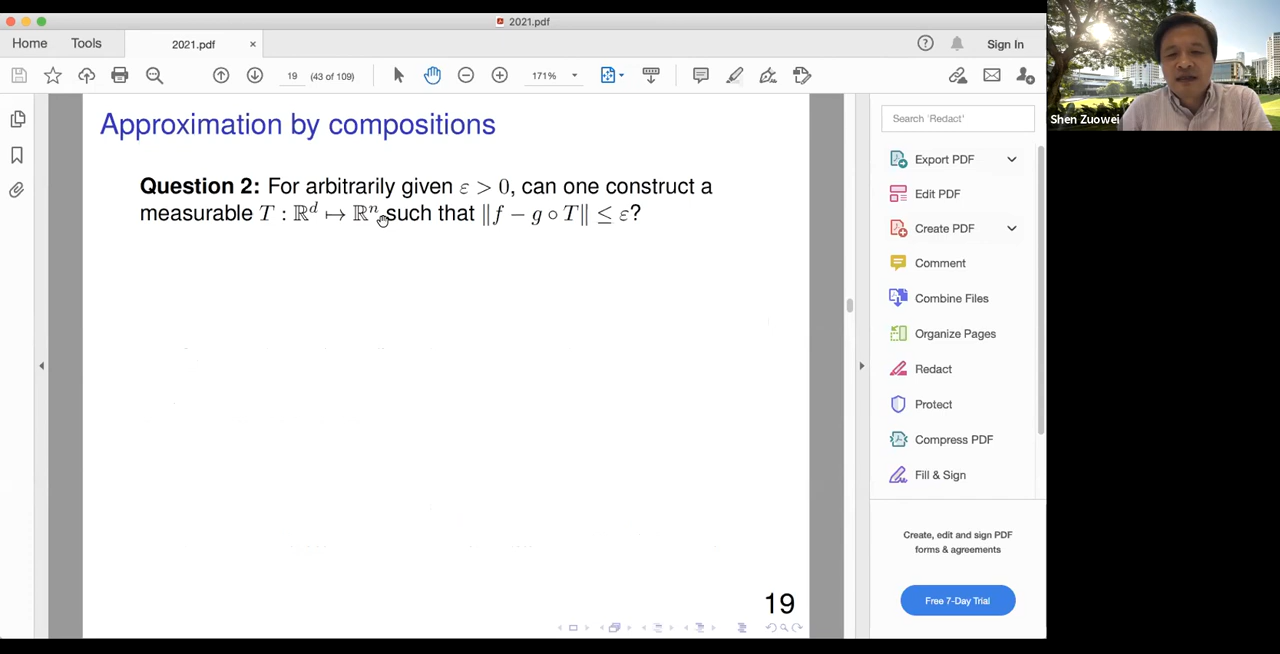 2021.pdf
Home
Tools
2021.pdf
×
Sign In
19
(43 of 109)
171%
Approximation by compositions
Question 2: For arbitrarily given ε > 0, can one construct a
measurable T : ℝᵈ ↦ ℝⁿ such that ‖f − g ∘ T‖ ≤ ε?
19
Search 'Redact'
Export PDF
Edit PDF
Create PDF
Comment
Combine Files
Organize Pages
Redact
Protect
Compress PDF
Fill & Sign
Create, edit and sign PDF
forms & agreements
Free 7-Day Trial
Shen Zuowei